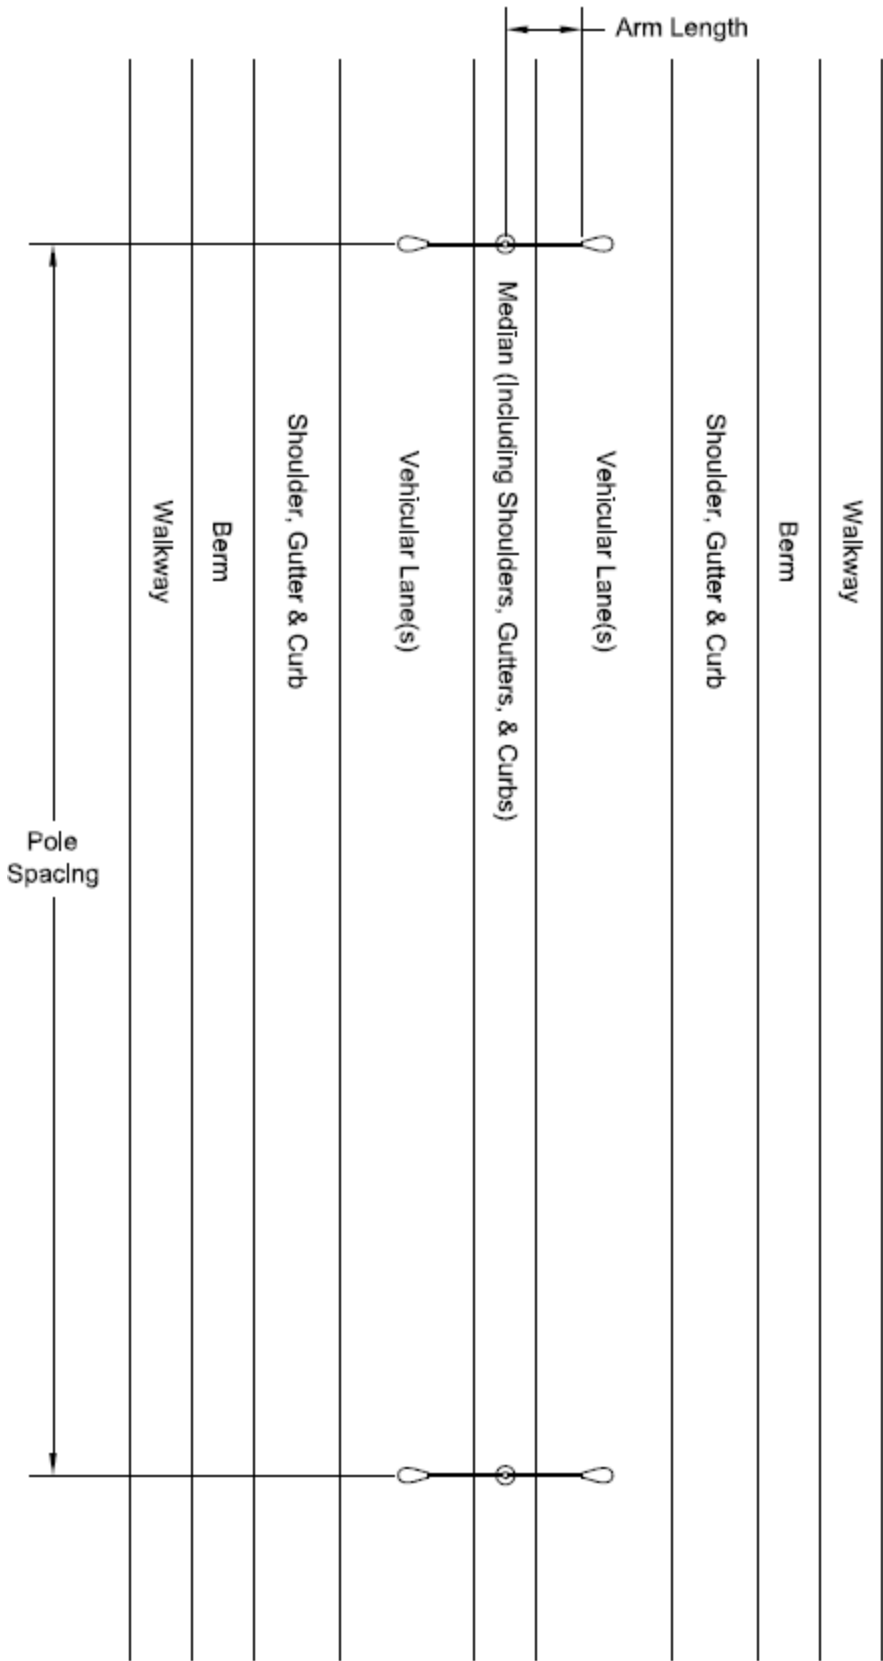 Arm Length
Walkway
Berm
Shoulder, Gutter & Curb
Vehicular Lane(s)
Median (Including Shoulders, Gutters, & Curbs)
Vehicular Lane(s)
Shoulder, Gutter & Curb
Berm
Walkway
Pole
Spacing